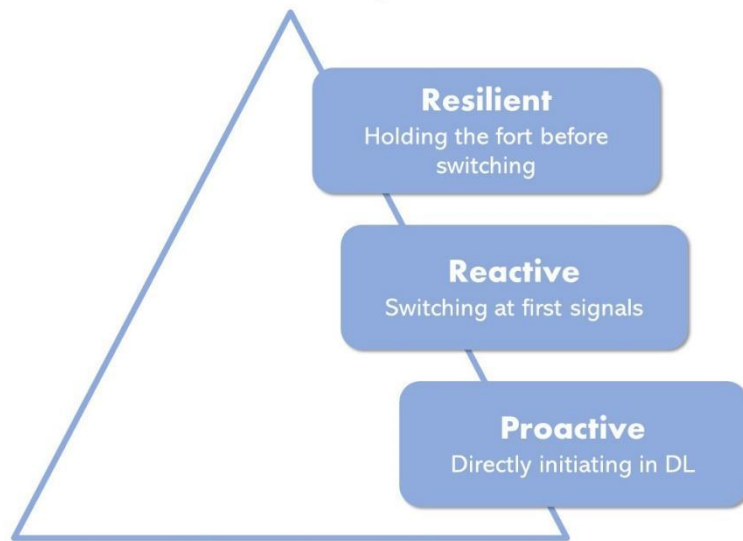 Resilient
Holding the fort before
switching
Reactive
Switching at first signals
Proactive
Directly initiating in DL